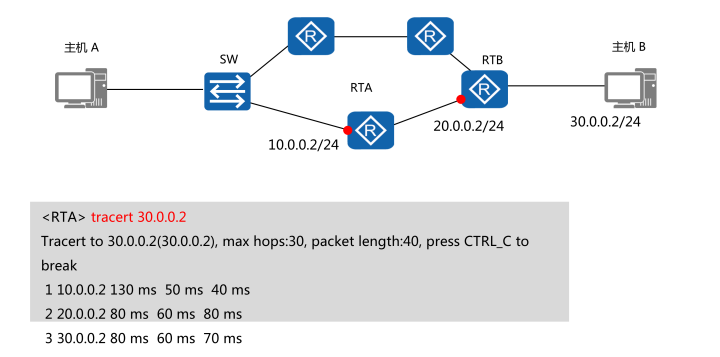 主机 A
SW
RTA
RTB
主机 B
10.0.0.2/24
20.0.0.2/24
30.0.0.2/24
R
R
R
R
<RTA> tracert 30.0.0.2
Tracert to 30.0.0.2(30.0.0.2), max hops:30, packet length:40, press CTRL_C to
break
1 10.0.0.2 130 ms 50 ms 40 ms
2 20.0.0.2 80 ms 60 ms 80 ms
3 30.0.0.2 80 ms 60 ms 70 ms